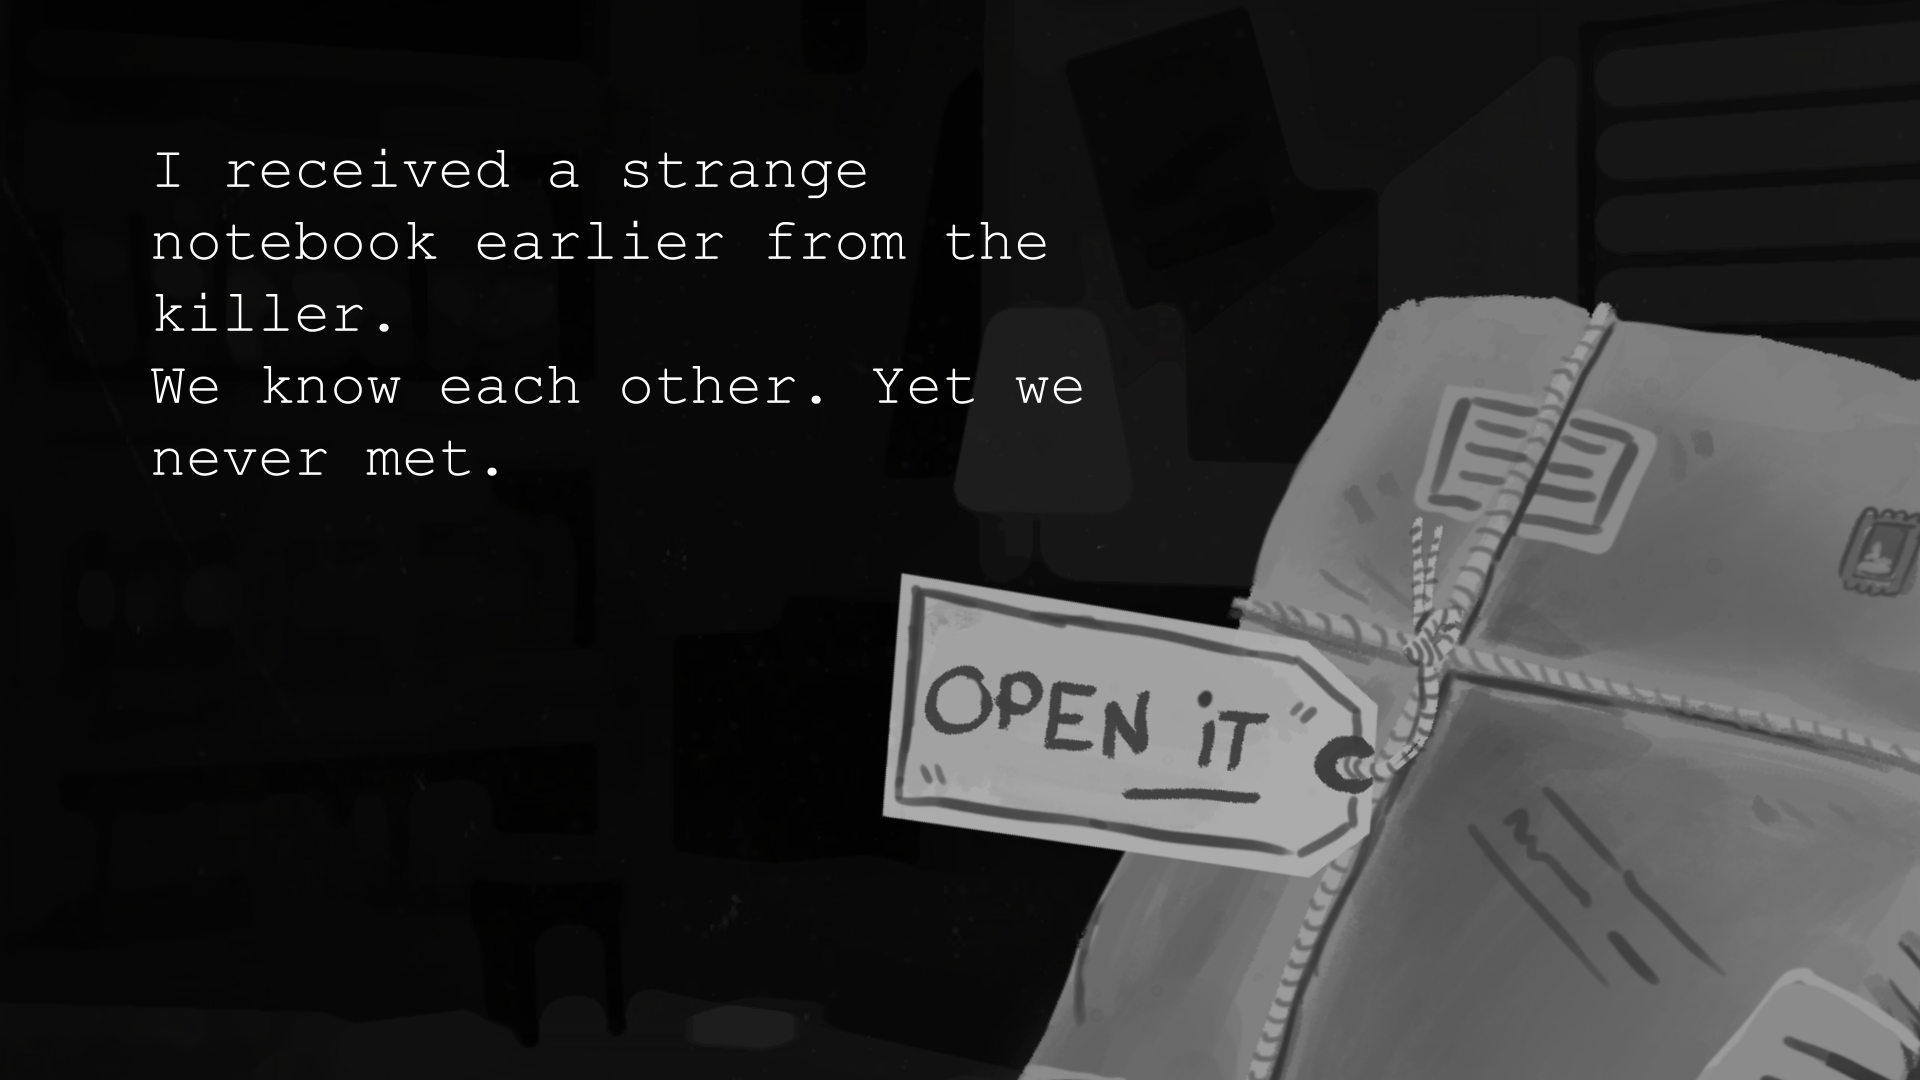 I received a strange
notebook earlier from the
killer.
We know each other. Yet we
never met.
OPEN iT